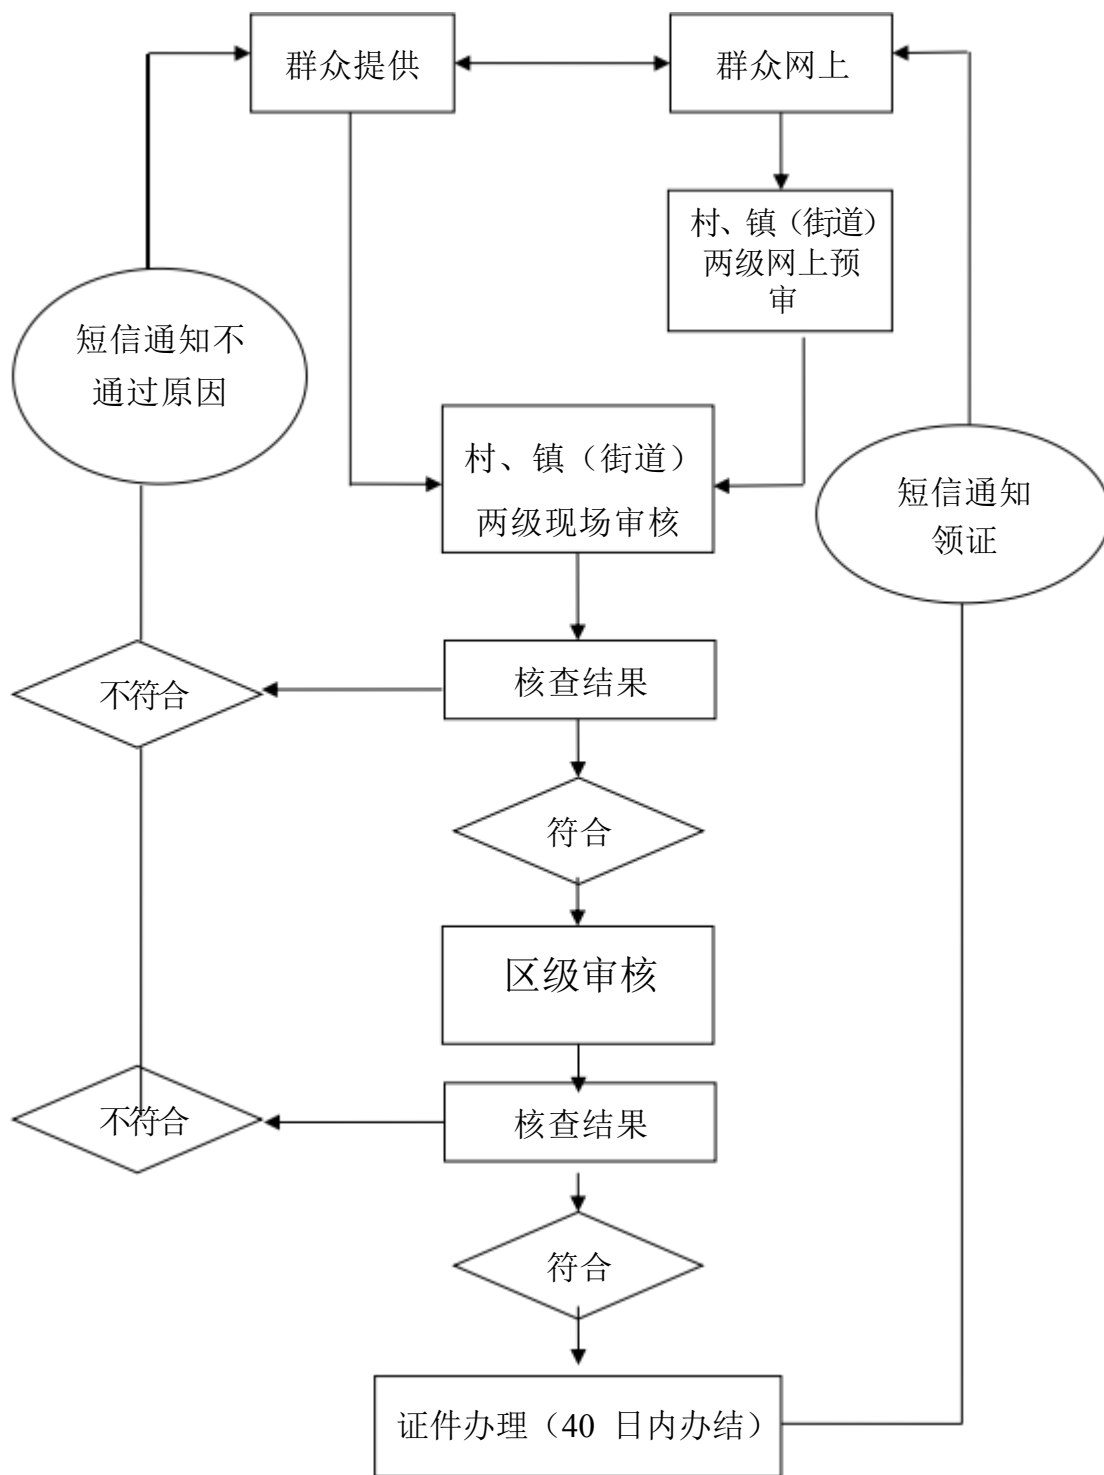 群众提供
群众网上
村、镇（街道）
两级网上预
审
短信通知不
通过原因
村、镇（街道）
两级现场审核
短信通知
领证
不符合
核查结果
符合
区级审核
不符合
核查结果
符合
证件办理（40 日内办结）